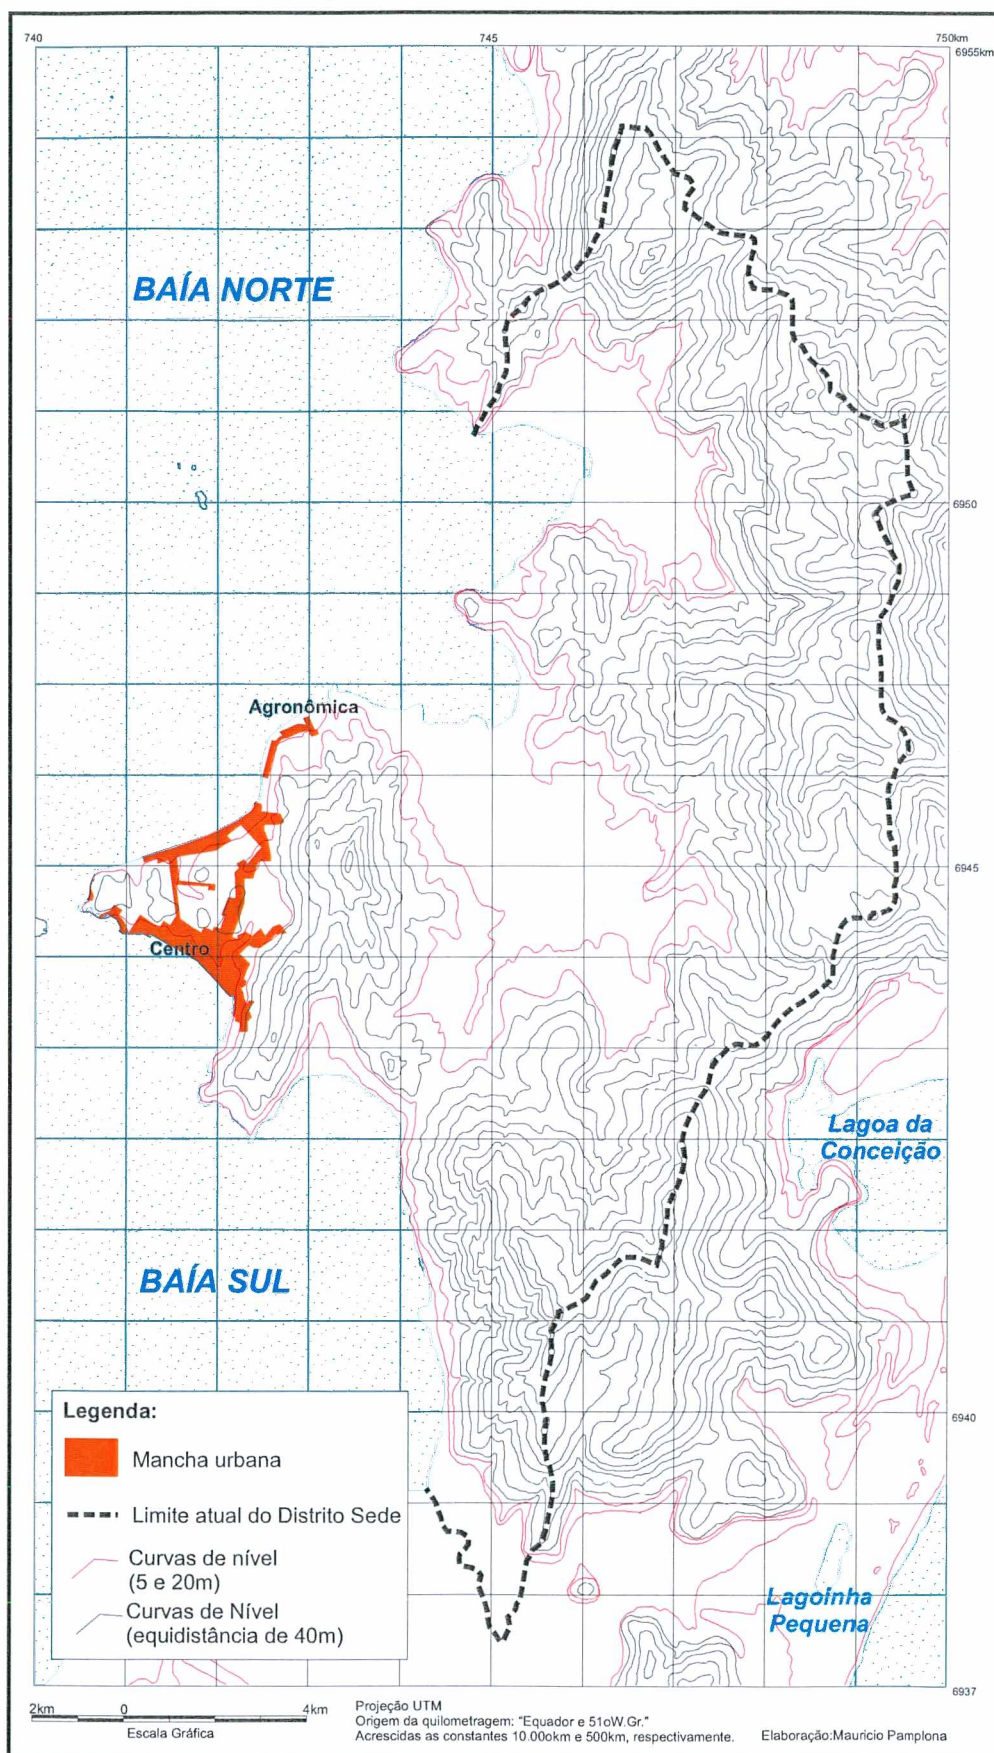 740
745
750km
6955km
BAÍA NORTE
6950
Agronômica
6945
Centro
Lagoa da
Conceição
BAÍA SUL
6940
Legenda:
Mancha urbana
Limite atual do Distrito Sede
Curvas de nível
(5 e 20m)
Curvas de Nível
(equidistância de 40m)
Lagoinha
Pequena
6937
2km
0
4km
Escala Gráfica
Projeção UTM
Origem da quilometragem: "Equador e 51oW.Gr."
Acrescidas as constantes 10.00okm e 500km, respectivamente.
Elaboração:Mauricio Pamplona